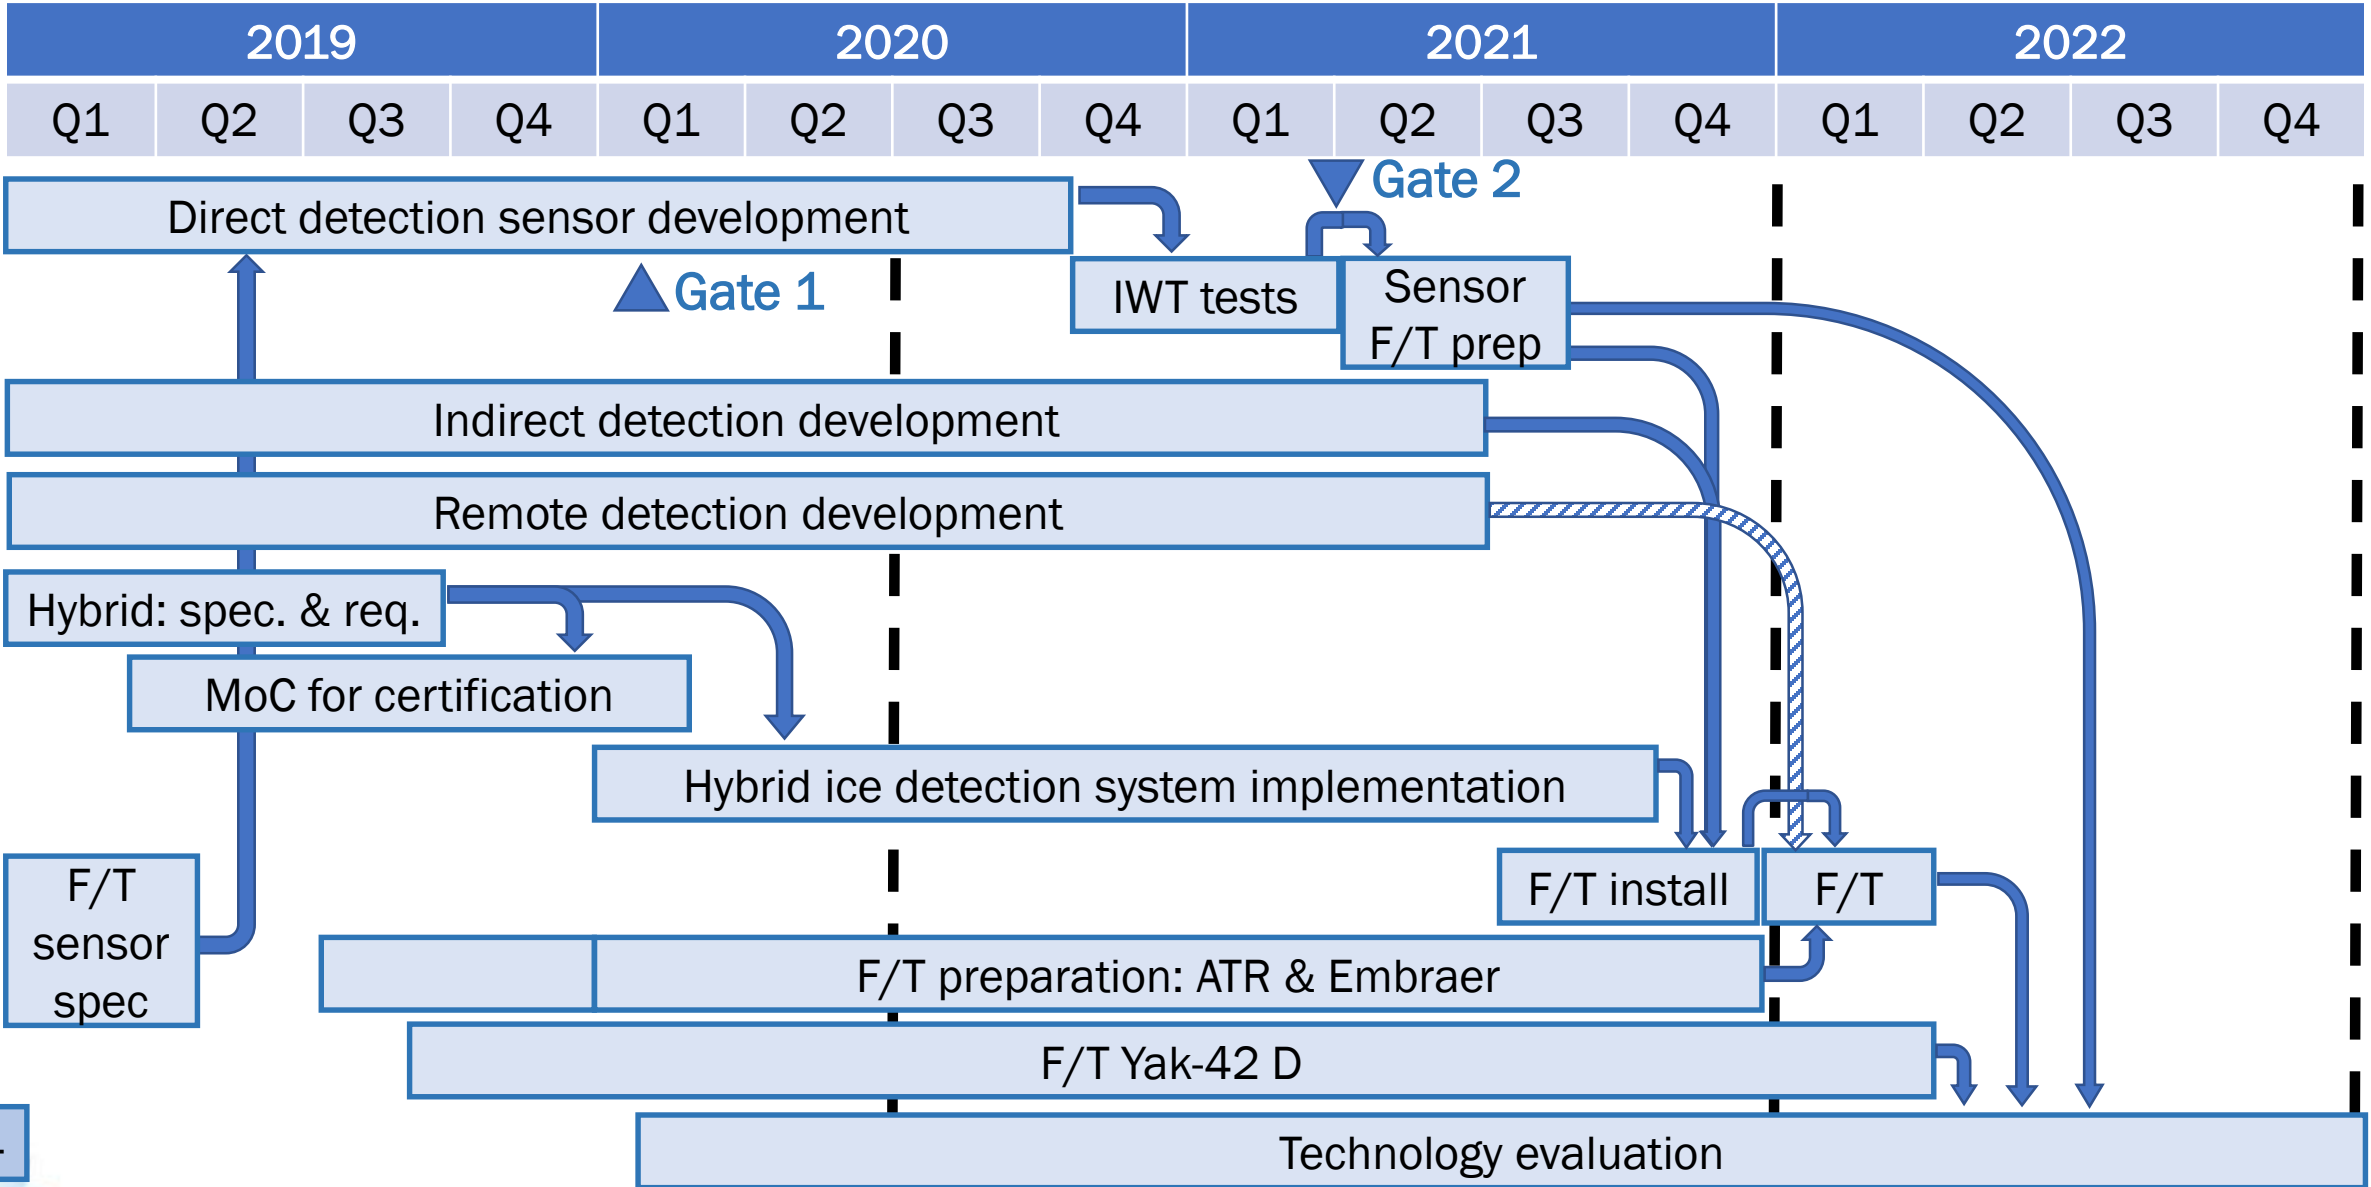 2019 2020 2021 2022
Q1 Q2 Q3 Q4 Q1 Q2 Q3 Q4 Q1 Q2 Q3 Q4 Q1 Q2 Q3 Q4
Gate 2
Direct detection sensor development
Gate 1
IWT tests
Sensor
F/T prep
Indirect detection development
Remote detection development
Hybrid: spec. & req.
MoC for certification
Hybrid ice detection system implementation
F/T
sensor
spec
F/T install
F/T
F/T preparation: ATR & Embraer
F/T Yak-42 D
Technology evaluation